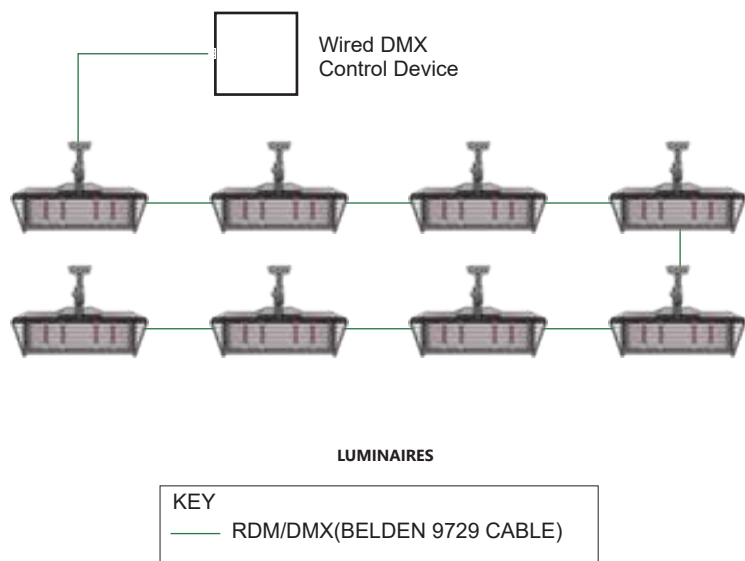 Wired DMX
Control Device
LUMINAIRES
KEY
RDM/DMX(BELDEN 9729 CABLE)